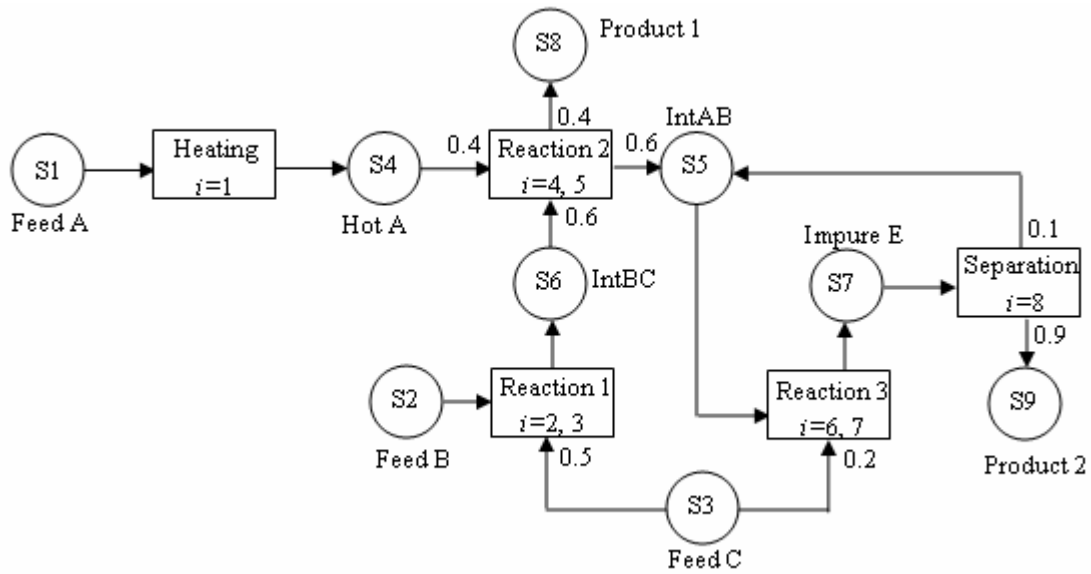 Product 1
S8
0.4
IntAB
Heating
i=1
0.4
Reaction 2
i=4, 5
0.6
S1
S4
S5
Feed A
Hot A
0.6
Impure E
0.1
S6
IntBC
S7
Separation
i=8
0.9
S2
Reaction 1
i=2, 3
Reaction 3
i=6, 7
S9
Feed B
0.5
0.2
Product 2
S3
Feed C